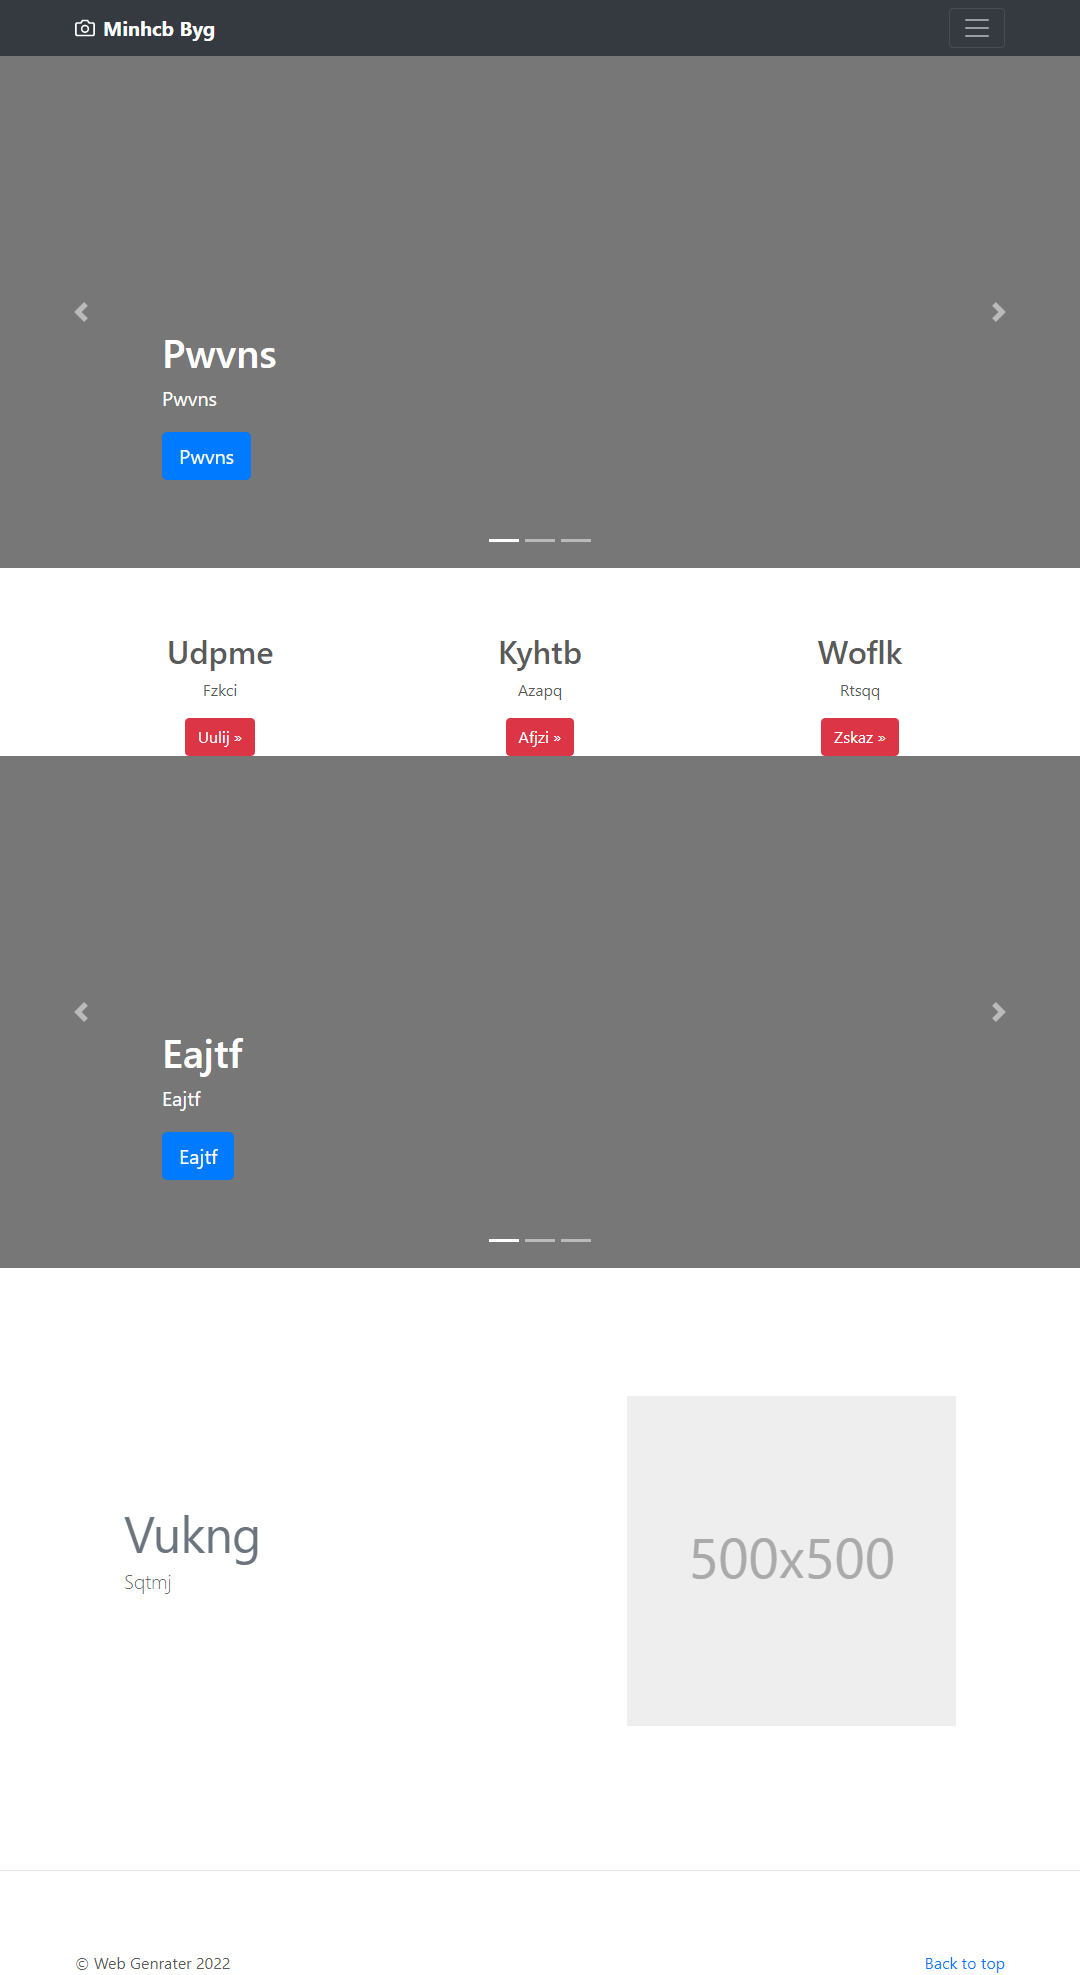 Minhcb Byg
Pwvns
Pwvns
Pwvns
Udpme
Fzkci
Uulij »
Kyhtb
Azapq
Afjzi »
Woflk
Rtsqq
Zskaz »
Eajtf
Eajtf
Eajtf
Vukng
Sqtmj
500x500
© Web Genrater 2022
Back to top